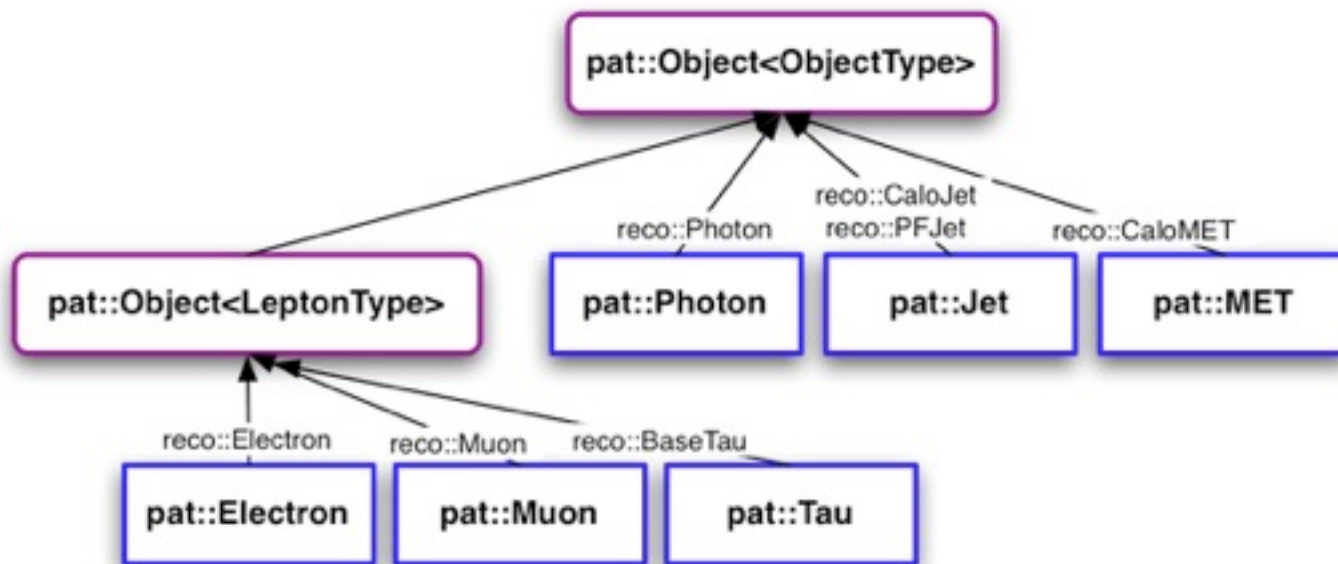 pat::Object<ObjectType>
reco::CaloJet
reco::Photon
reco::PFJet
reco::CaloMET
pat::Object<LeptonType>
pat::Photon
pat::Jet
pat::MET
reco::Electron
reco::Muon
reco::BaseTau
pat::Electron
pat::Muon
pat::Tau